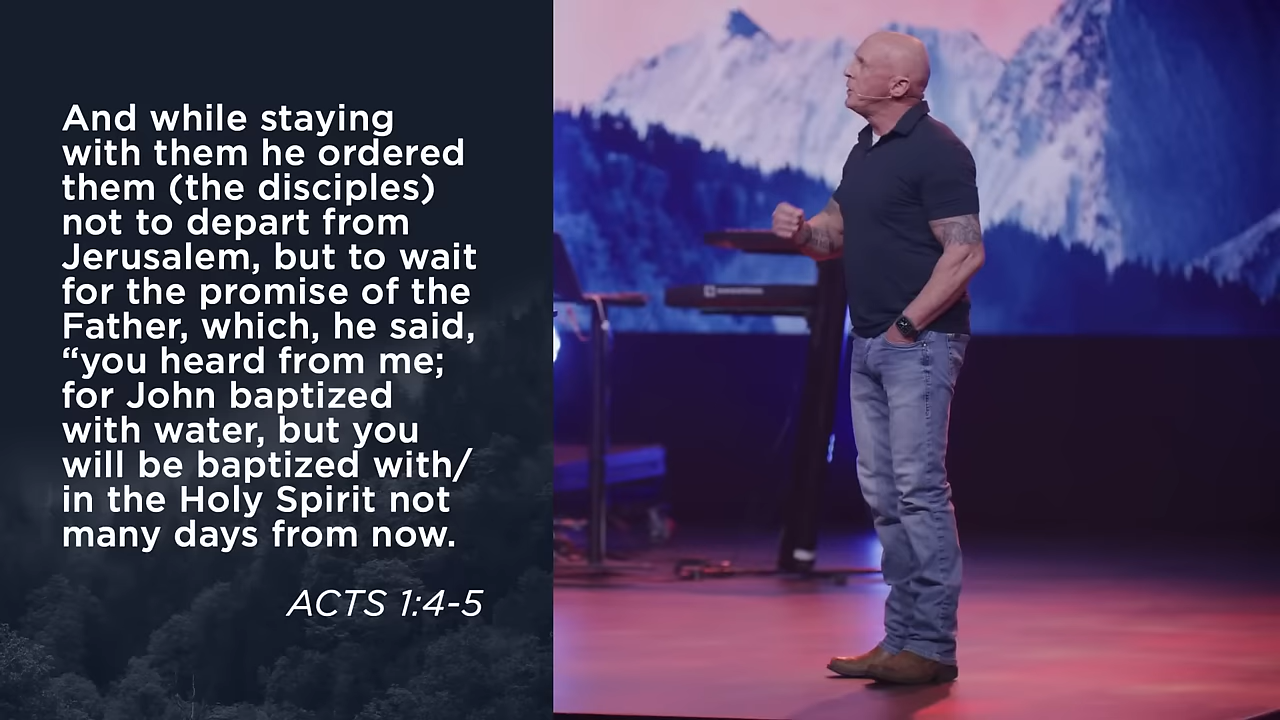 And while staying
with them he ordered
them (the disciples)
not to depart from
Jerusalem, but to wait
for the promise of the
Father, which, he said,
“you heard from me;
for John baptized
with water, but you
will be baptized with/
in the Holy Spirit not
many days from now.
ACTS 1:4-5